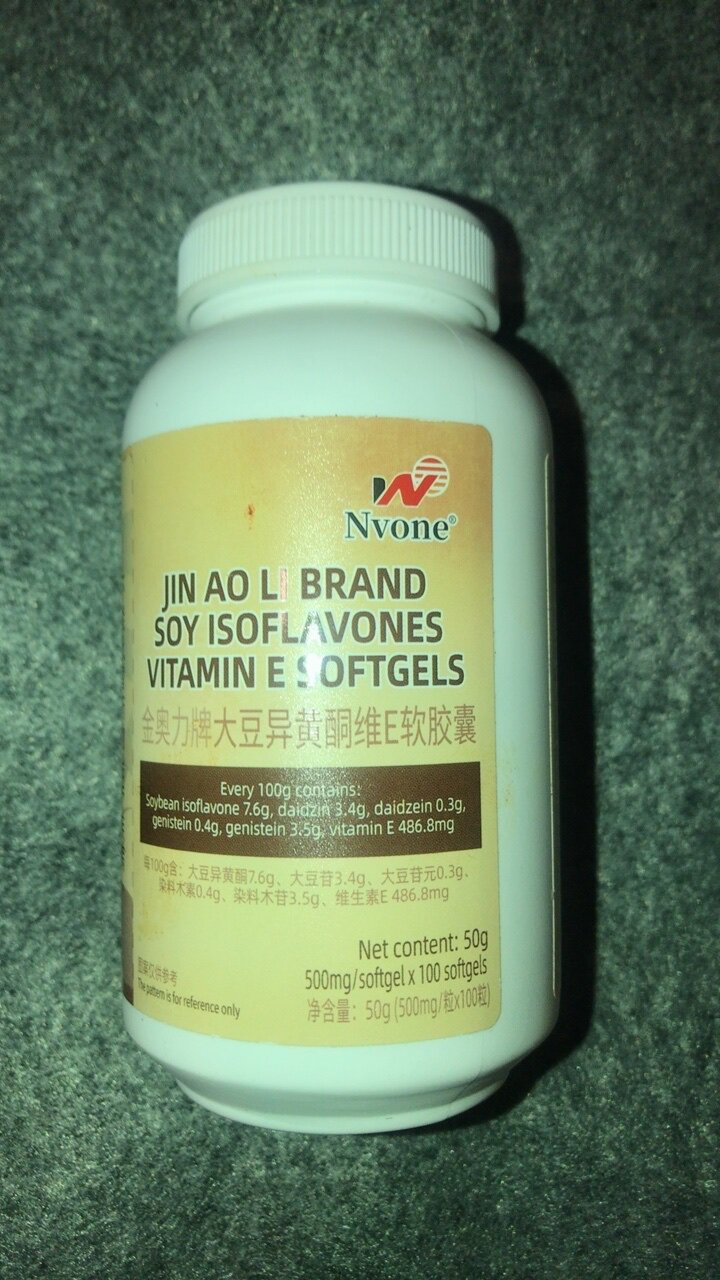 Nvone®
JIN AO LI BRAND
SOY ISOFLAVONES
VITAMIN E SOFTGELS
金奥力牌大豆异黄酮维E软胶囊
Every 100g contains:
Soybean isoflavone 7.6g, daidzin 3.4g, daidzein 0.3g,
genistein 0.4g, genistein 3.5g, vitamin E 486.8mg
每100g含：大豆异黄酮7.6g、大豆苷3.4g、大豆苷元0.3g、
染料木素0.4g、染料木苷3.5g、维生素E 486.8mg
Net content: 50g
500mg/softgel x 100 softgels
净含量：50g (500mg/粒x100粒)
图案仅供参考
The pattern is for reference only